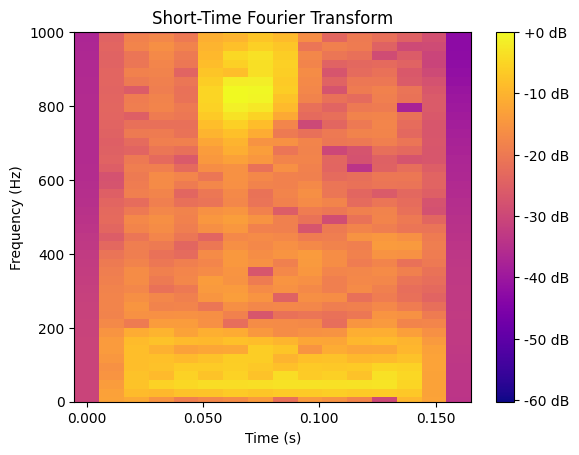 Short-Time Fourier Transform
Frequency (Hz)
1000
800
600
400
200
0
0.000
0.050
0.100
0.150
Time (s)
+0 dB
-10 dB
-20 dB
-30 dB
-40 dB
-50 dB
-60 dB